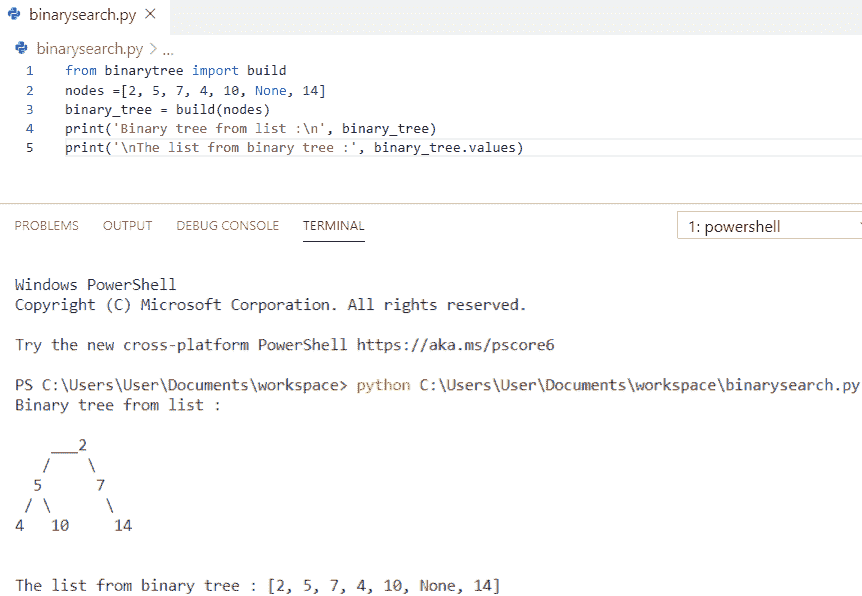 binarysearch.py ×
binarysearch.py > ...
1 from binarytree import build
2 nodes =[2, 5, 7, 4, 10, None, 14]
3 binary_tree = build(nodes)
4 print('Binary tree from list :\n', binary_tree)
5 print('\nThe list from binary tree :', binary_tree.values)
PROBLEMS OUTPUT DEBUG CONSOLE TERMINAL 1: powershell
Windows PowerShell
Copyright (C) Microsoft Corporation. All rights reserved.
Try the new cross-platform PowerShell https://aka.ms/pscore6
PS C:\Users\User\Documents\workspace> python C:\Users\User\Documents\workspace\binarysearch.py
Binary tree from list :
    ___2
   /    \
  5     7
 / \     \
4   10    14
The list from binary tree : [2, 5, 7, 4, 10, None, 14]